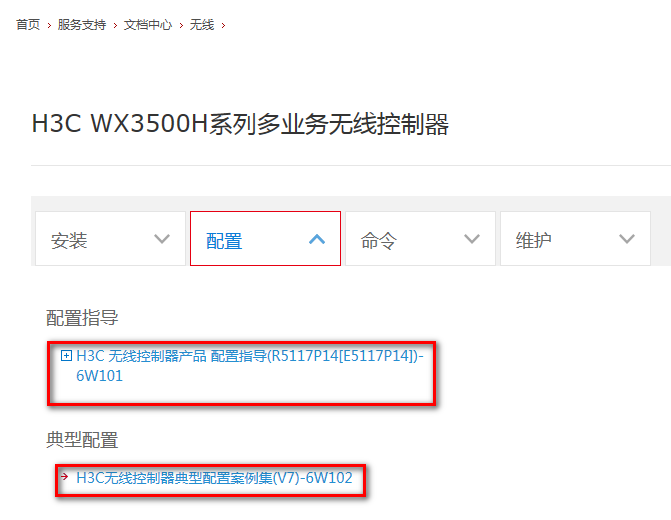 首页 › 服务支持 › 文档中心 › 无线 ›
H3C WX3500H系列多业务无线控制器
安装 配置 命令 维护
配置指导
H3C 无线控制器产品 配置指导(R5117P14[E5117P14])-
6W101
典型配置
H3C无线控制器典型配置案例集(V7)-6W102